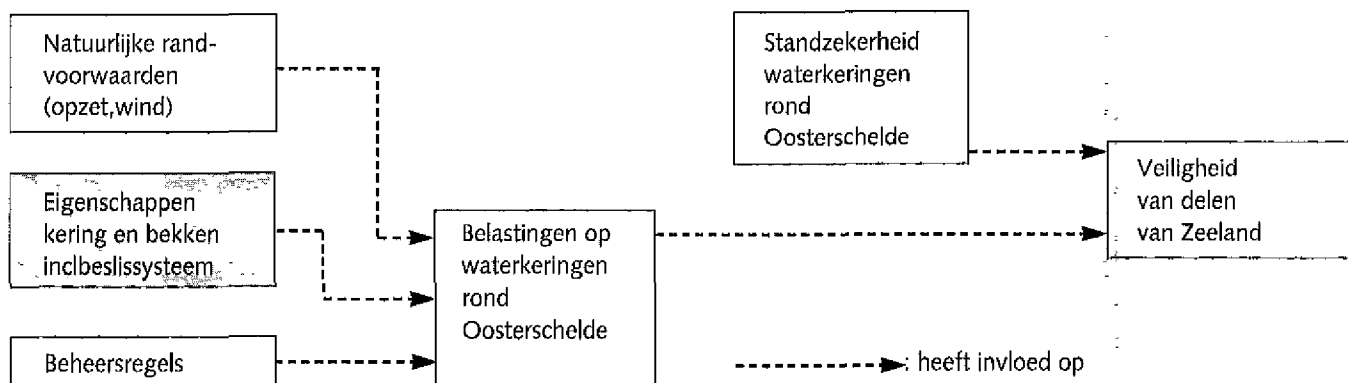 Natuurlijke rand-
voorwaarden
(opzet,wind)
Eigenschappen
kering en bekken
inclbeslissysteem
Beheersregels
Belastingen op
waterkeringen
rond
Oosterschelde
Standzekerheid
waterkeringen
rond
Oosterschelde
Veiligheid
van delen
van Zeeland
: heeft invloed op